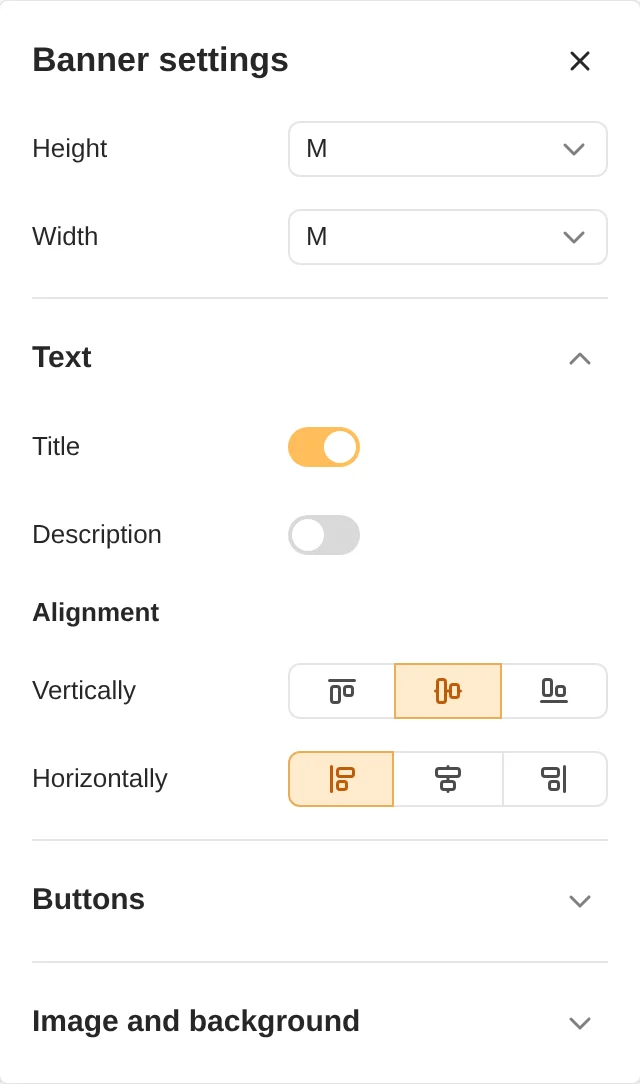 Banner settings
Height
M
Width
M
Text
Title
Description
Alignment
Vertically
Horizontally
Buttons
Image and background